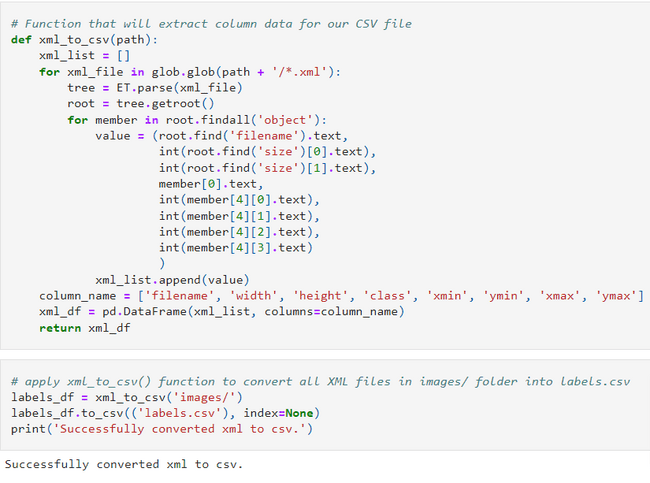 # Function that will extract column data for our CSV file
def xml_to_csv(path):
    xml_list = []
    for xml_file in glob.glob(path + '/*.xml'):
        tree = ET.parse(xml_file)
        root = tree.getroot()
        for member in root.findall('object'):
            value = (root.find('filename').text,
                     int(root.find('size')[0].text),
                     int(root.find('size')[1].text),
                     member[0].text,
                     int(member[4][0].text),
                     int(member[4][1].text),
                     int(member[4][2].text),
                     int(member[4][3].text)
                     )
            xml_list.append(value)
    column_name = ['filename', 'width', 'height', 'class', 'xmin', 'ymin', 'xmax', 'ymax']
    xml_df = pd.DataFrame(xml_list, columns=column_name)
    return xml_df
# apply xml_to_csv() function to convert all XML files in images/ folder into labels.csv
labels_df = xml_to_csv('images/')
labels_df.to_csv(('labels.csv'), index=None)
print('Successfully converted xml to csv.')
Successfully converted xml to csv.